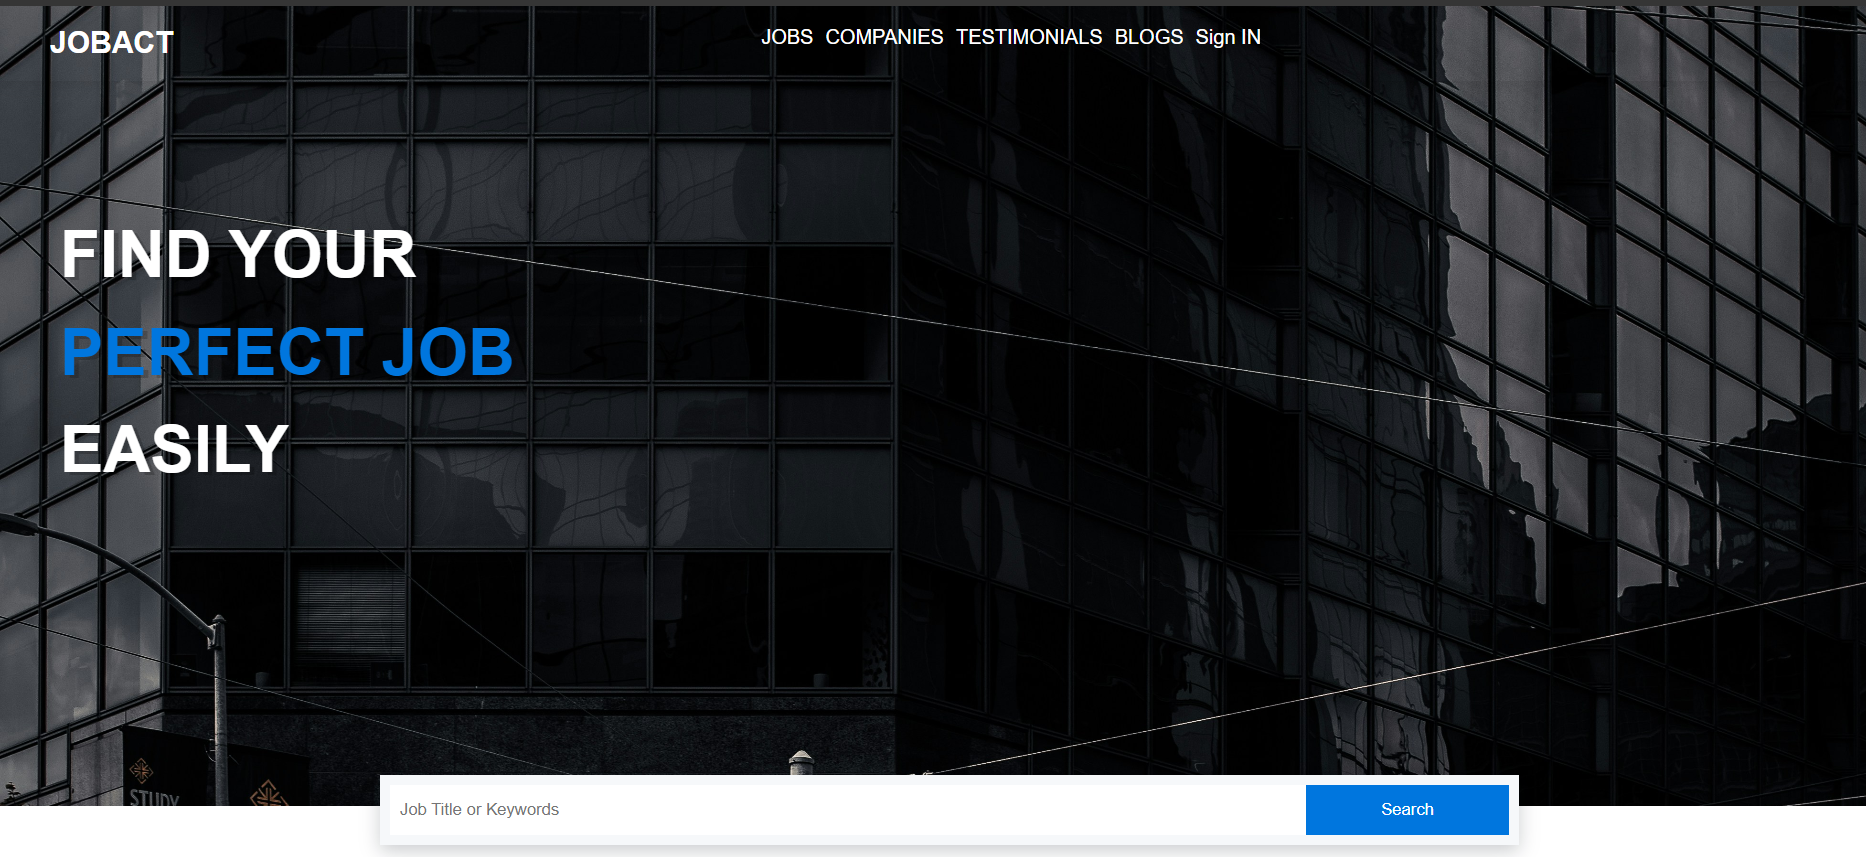 JOBACT
JOBS COMPANIES TESTIMONIALS BLOGS Sign IN
FIND YOUR
PERFECT JOB
EASILY
STUDY
Job Title or Keywords
Search